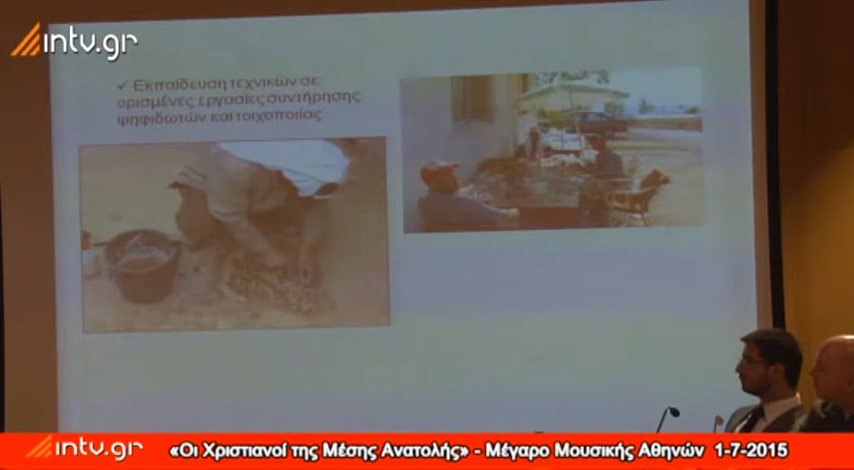 intv.gr
✓ Εκπαίδευση τεχνικών σε
ορισμένες εργασίες συντήρησης
ψηφιδωτών και τοιχοποιίας
intv.gr «Οι Χριστιανοί της Μέσης Ανατολής» - Μέγαρο Μουσικής Αθηνών 1-7-2015